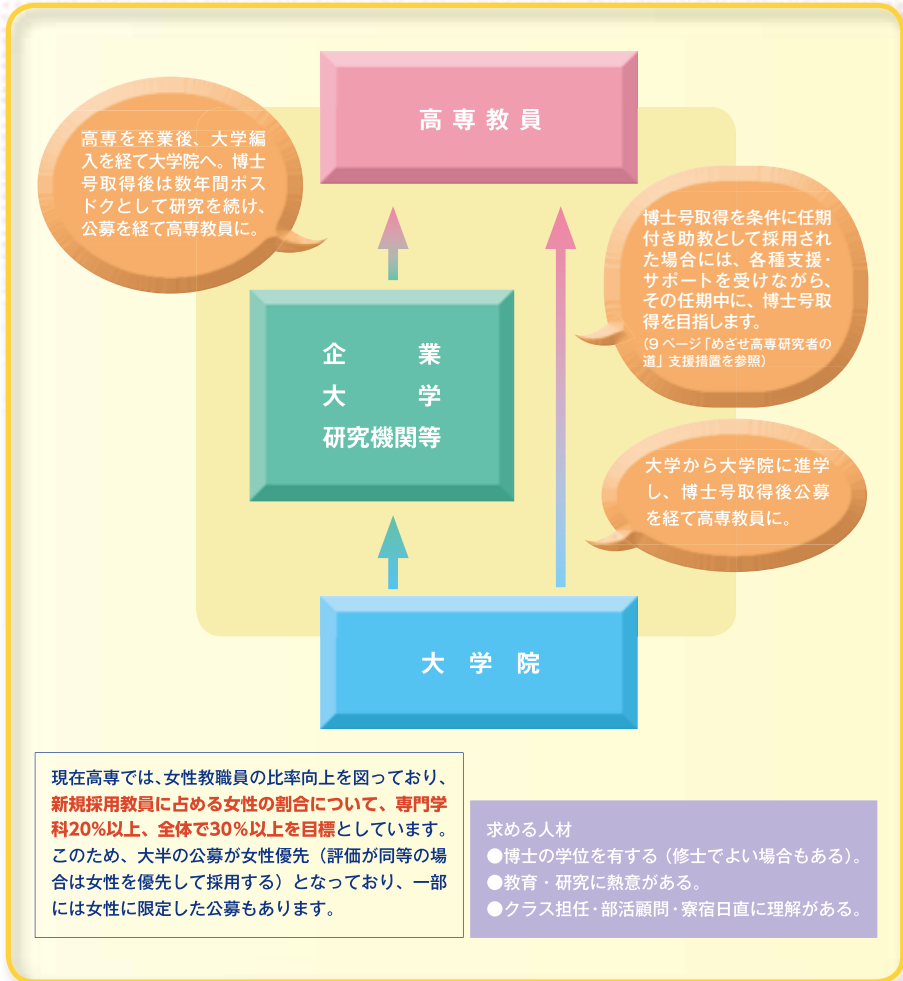 高専教員
高専を卒業後、大学編
入を経て大学院へ。博士
号取得後は数年間ポス
ドクとして研究を続け、
公募を経て高専教員に。
博士号取得を条件に任期
付き助教として採用され
た場合には、各種支援・
サポートを受けながら、
その任期中に、博士号取
得を目指します。
(9ページ「めざせ高専研究者の
道」支援措置を参照)
企業
大学
研究機関等
大学から大学院に進学
し、博士号取得後公募
を経て高専教員に。
大学院
現在高専では、女性教職員の比率向上を図っており、
新規採用教員に占める女性の割合について、専門学
科20%以上、全体で30%以上を目標としています。
このため、大半の公募が女性優先（評価が同等の場
合は女性を優先して採用する）となっており、一部
には女性に限定した公募もあります。
求める人材
●博士の学位を有する（修士でよい場合もある）。
●教育・研究に熱意がある。
●クラス担任・部活顧問・寮宿日直に理解がある。